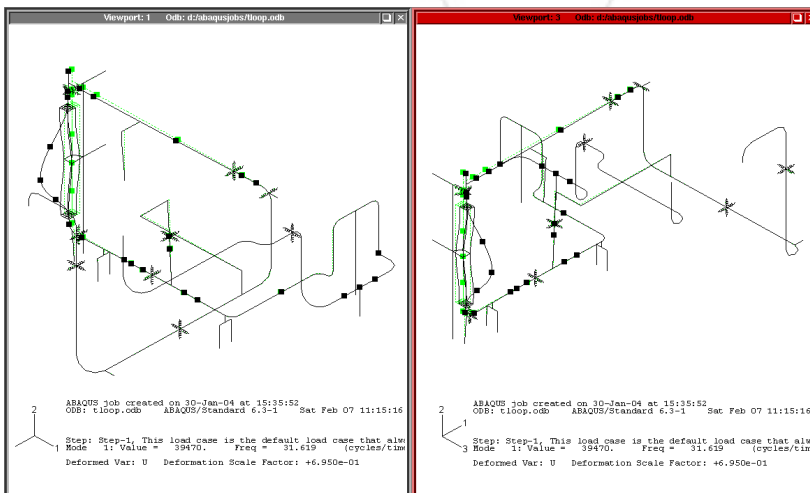 Viewport: 1 Odb: d:/abaqusjobs/tloop.odb
Viewport: 3 Odb: d:/abaqusjobs/tloop.odb
2
1
ABAQUS job created on 30-Jan-04 at 15:35:52
ODB: tloop.odb ABAQUS/Standard 6.3-1 Sat Feb 07 11:15:16
Step: Step-1, This load case is the default load case that alwa
Mode 1: Value = 39470. Freq = 31.619 (cycles/time
Deformed Var: U Deformation Scale Factor: +6.950e-01
2
1
3
ABAQUS job created on 30-Jan-04 at 15:35:52
ODB: tloop.odb ABAQUS/Standard 6.3-1 Sat Feb 07 11:15:16
Step: Step-1, This load case is the default load case that alw
Mode 1: Value = 39470. Freq = 31.619 (cycles/tim
Deformed Var: U Deformation Scale Factor: +6.950e-01